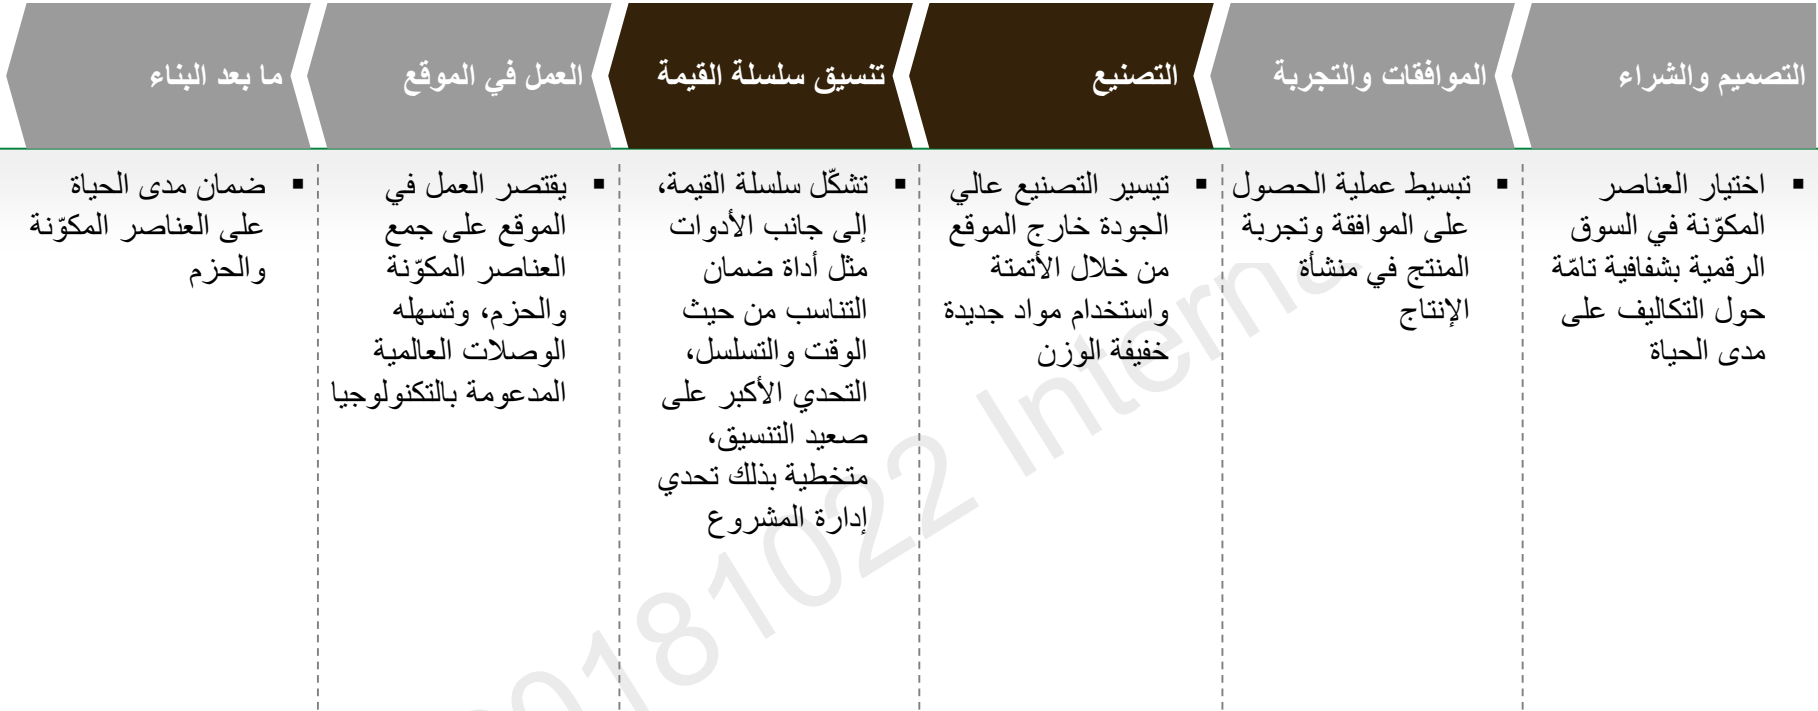 التصميم والشراء
الموافقات والتجربة
التصنيع
تنسيق سلسلة القيمة
العمل في الموقع
ما بعد البناء
▪ اختيار العناصر
المكوّنة في السوق
الرقمية بشفافية تامّة
حول التكاليف على
مدى الحياة
▪ تبسيط عملية الحصول
على الموافقة وتجربة
المنتج في منشأة
الإنتاج
▪ تيسير التصنيع عالي
الجودة خارج الموقع
من خلال الأتمتة
واستخدام مواد جديدة
خفيفة الوزن
▪ تشكّل سلسلة القيمة،
إلى جانب الأدوات
مثل أداة ضمان
التناسب من حيث
الوقت والتسلسل،
التحدي الأكبر على
صعيد التنسيق،
متخطية بذلك تحدي
إدارة المشروع
▪ يقتصر العمل في
الموقع على جمع
العناصر المكوّنة
والحزم، وتسهله
الوصلات العالمية
المدعومة بالتكنولوجيا
▪ ضمان مدى الحياة
على العناصر المكوّنة
والحزم